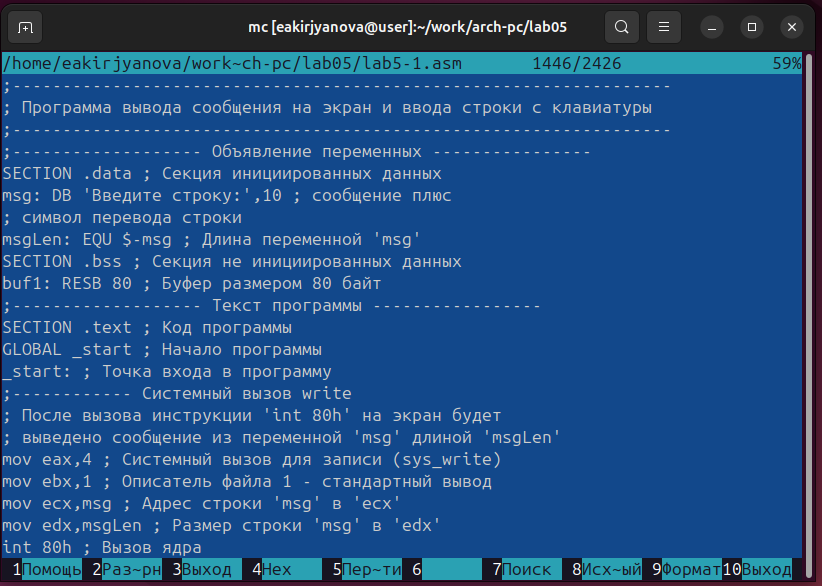 mc [eakirjyanova@user]:~/work/arch-pc/lab05
/home/eakirjyanova/work~ch-pc/lab05/lab5-1.asm 1446/2426 59%
;------------------------------------------------------------------
; Программа вывода сообщения на экран и ввода строки с клавиатуры
;------------------------------------------------------------------
;------------------- Объявление переменных ----------------
SECTION .data ; Секция инициированных данных
msg: DB 'Введите строку:',10 ; сообщение плюс
; символ перевода строки
msgLen: EQU $-msg ; Длина переменной 'msg'
SECTION .bss ; Секция не инициированных данных
buf1: RESB 80 ; Буфер размером 80 байт
;------------------- Текст программы -----------------
SECTION .text ; Код программы
GLOBAL _start ; Начало программы
_start: ; Точка входа в программу
;------------ Системный вызов write
; После вызова инструкции 'int 80h' на экран будет
; выведено сообщение из переменной 'msg' длиной 'msgLen'
mov eax,4 ; Системный вызов для записи (sys_write)
mov ebx,1 ; Описатель файла 1 - стандартный вывод
mov ecx,msg ; Адрес строки 'msg' в 'ecx'
mov edx,msgLen ; Размер строки 'msg' в 'edx'
int 80h ; Вызов ядра
1Помощь 2Раз~рн 3Выход 4Hex 5Пер~ти 6 7Поиск 8Исх~ый 9Формат 10Выход